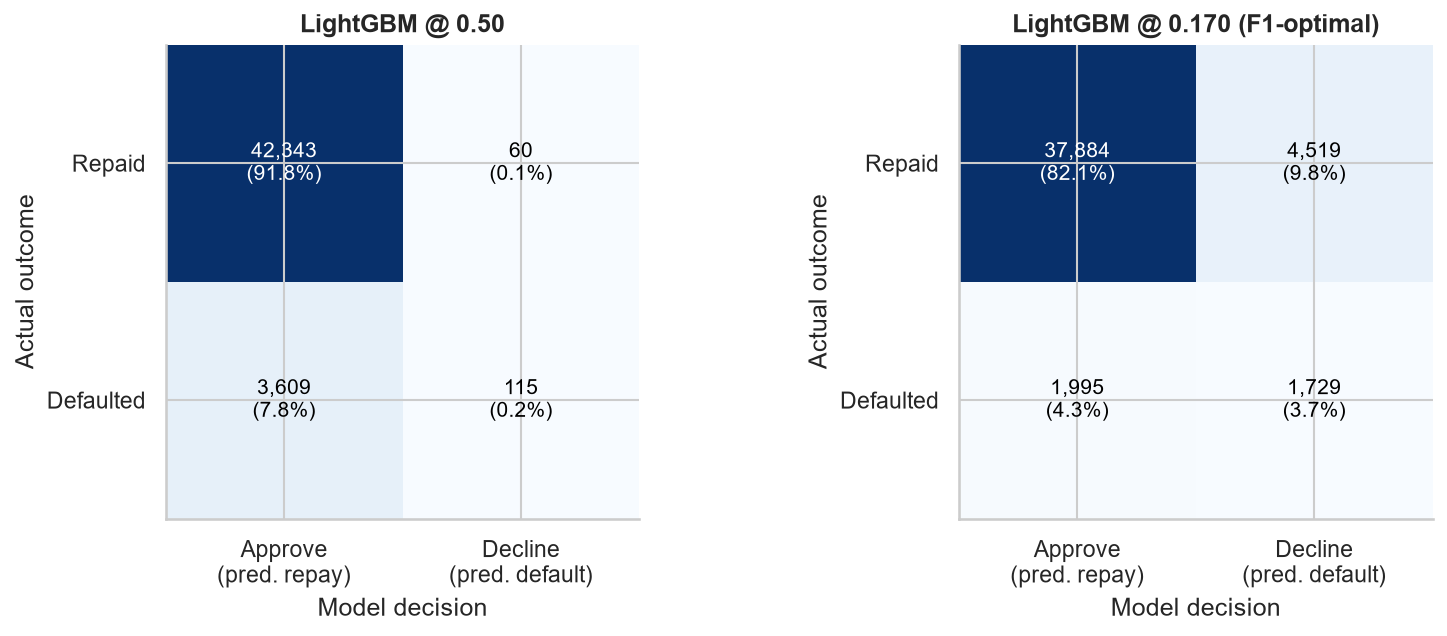 LightGBM @ 0.50
Actual outcome
Repaid
Defaulted
42,343
(91.8%)
60
(0.1%)
3,609
(7.8%)
115
(0.2%)
Approve
(pred. repay)
Decline
(pred. default)
Model decision
LightGBM @ 0.170 (F1-optimal)
Actual outcome
Repaid
Defaulted
37,884
(82.1%)
4,519
(9.8%)
1,995
(4.3%)
1,729
(3.7%)
Approve
(pred. repay)
Decline
(pred. default)
Model decision